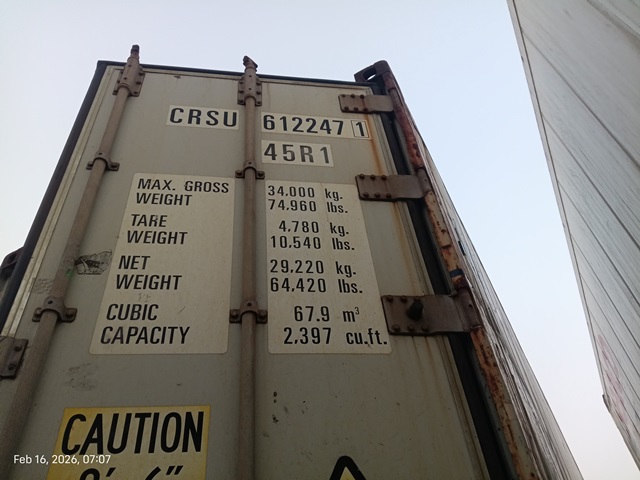 CRSU 612247 1
45R1
MAX. GROSS WEIGHT 34.000 kg.
74.960 lbs.
TARE WEIGHT 4.780 kg.
10.540 lbs.
NET WEIGHT 29.220 kg.
64.420 lbs.
CUBIC CAPACITY 67.9 m³
2.397 cu.ft.
CAUTION
9'-6"
Feb 16, 2026, 07:07